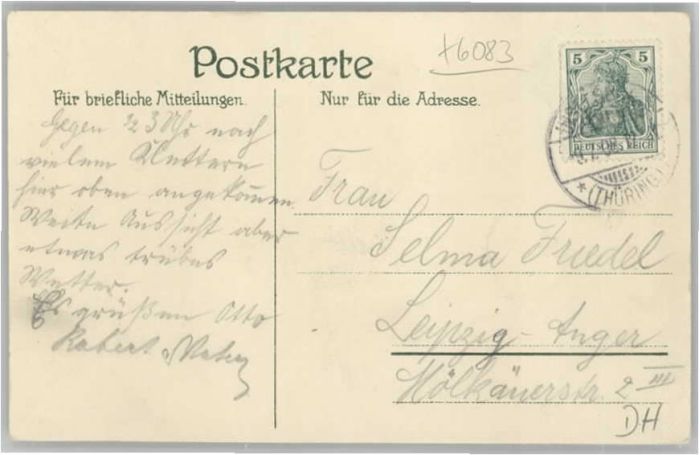 +6083
Postkarte
Für briefliche Mitteilungen.
Nur für die Adresse.
5 5
DEUTSCHES REICH
* (THÜRING)
Gegen ½ 3 Uhr nach
vielem Klettern
hier oben angekommen
Weite Aussicht aber
etwas trübes
Wetter.
Es grüßen Otto
Robert
Frau
Selma Friedel
Leipzig-Anger
Hölkäuerstr. 2 III
DH